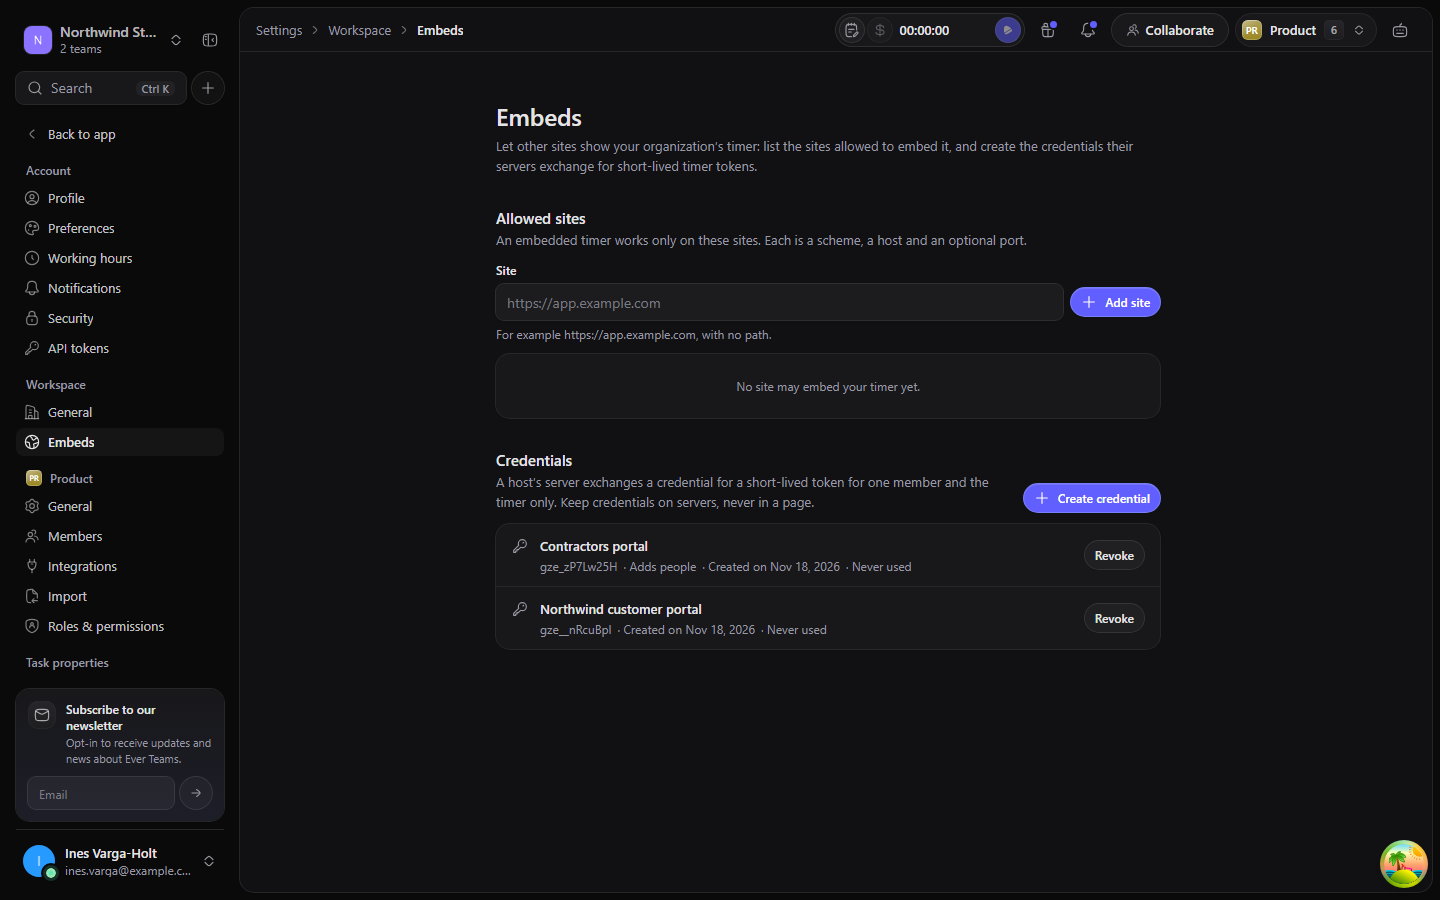 N
Northwind St...
2 teams
Search
Ctrl K
Back to app
Account
Profile
Preferences
Working hours
Notifications
Security
API tokens
Workspace
General
Embeds
PR Product
General
Members
Integrations
Import
Roles & permissions
Task properties
Subscribe to our
newsletter
Opt-in to receive updates and
news about Ever Teams.
Email
I
Ines Varga-Holt
ines.varga@example.c...
Settings > Workspace > Embeds
00:00:00
Collaborate
PR Product 6
Embeds
Let other sites show your organization's timer: list the sites allowed to embed it, and create the credentials their
servers exchange for short-lived timer tokens.
Allowed sites
An embedded timer works only on these sites. Each is a scheme, a host and an optional port.
Site
https://app.example.com
Add site
For example https://app.example.com, with no path.
No site may embed your timer yet.
Credentials
A host's server exchanges a credential for a short-lived token for one member and the
timer only. Keep credentials on servers, never in a page.
Create credential
Contractors portal
gze_zP7Lw25H · Adds people · Created on Nov 18, 2026 · Never used
Revoke
Northwind customer portal
gze__nRcuBpI · Created on Nov 18, 2026 · Never used
Revoke